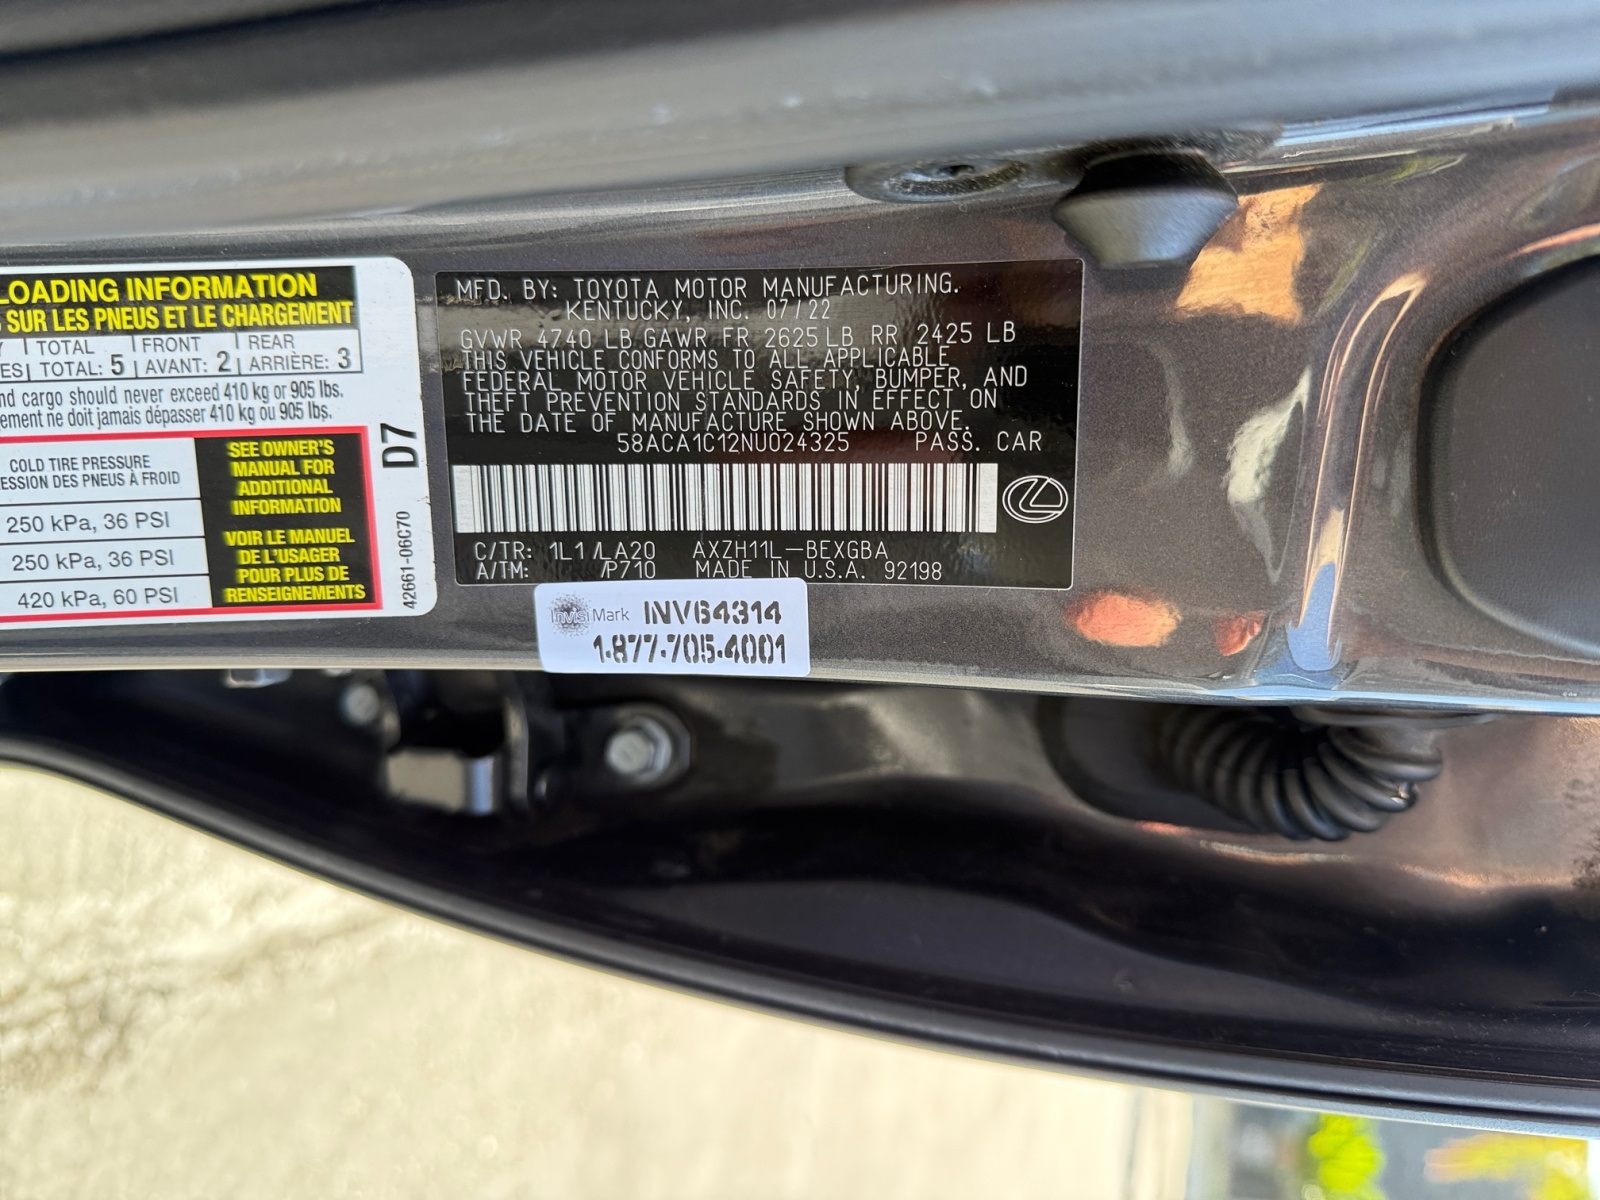 LOADING INFORMATION
SUR LES PNEUS ET LE CHARGEMENT
TOTAL FRONT REAR
TOTAL: 5 AVANT: 2 ARRIÈRE: 3
cargo should never exceed 410 kg or 905 lbs.
ne doit jamais dépasser 410 kg ou 905 lbs.
COLD TIRE PRESSURE
DES PNEUS À FROID
250 kPa, 36 PSI
250 kPa, 36 PSI
420 kPa, 60 PSI
SEE OWNER'S
MANUAL FOR
ADDITIONAL
INFORMATION
VOIR LE MANUEL
DE L'USAGER
POUR PLUS DE
RENSEIGNEMENTS
D7
42661-06C70
MFD. BY: TOYOTA MOTOR MANUFACTURING.
KENTUCKY, INC. 07/22
GVWR 4740 LB GAWR FR 2625 LB RR 2425 LB
THIS VEHICLE CONFORMS TO ALL APPLICABLE
FEDERAL MOTOR VEHICLE SAFETY, BUMPER, AND
THEFT PREVENTION STANDARDS IN EFFECT ON
THE DATE OF MANUFACTURE SHOWN ABOVE.
58ACA1C12NU024325 PASS. CAR
C/TR: 1L1 /LA20 AXZH11L-BEXGBA
A/TM: /P710 MADE IN U.S.A. 92198
InvisiMark INV64314
1-877-705-4001